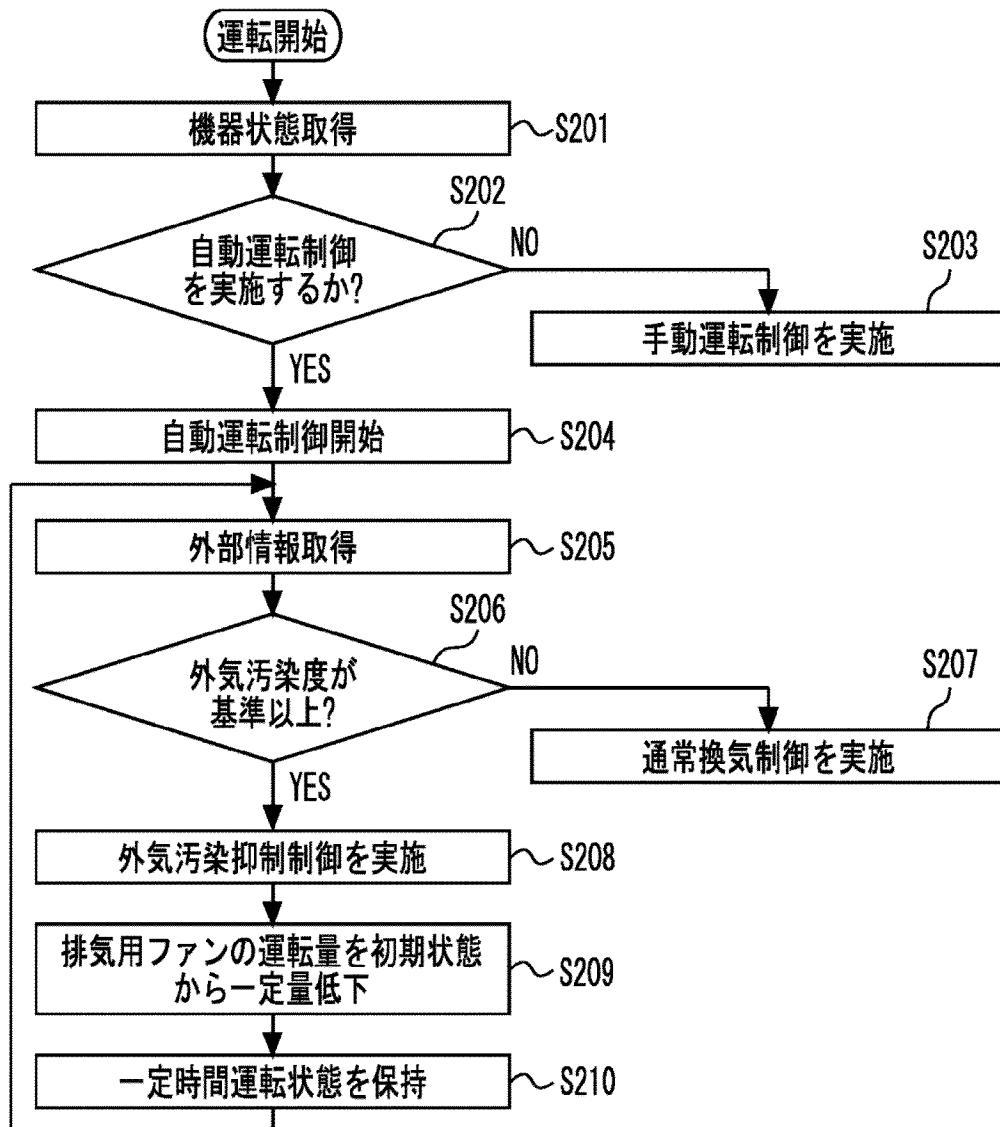 運転開始
機器状態取得
S201
S202
自動運転制御
を実施するか?
NO
S203
手動運転制御を実施
YES
自動運転制御開始
S204
外部情報取得
S205
S206
外気汚染度が
基準以上?
NO
S207
通常換気制御を実施
YES
外気汚染抑制制御を実施
S208
排気用ファンの運転量を初期状態
から一定量低下
S209
一定時間運転状態を保持
S210